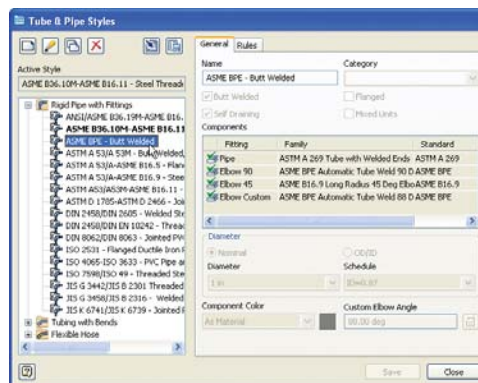 Tube & Pipe Styles
Active Style
ASME B36.10M-ASME B16.11 - Steel Thread
Rigid Pipe with Fittings
ANSI/ASME B36.19M-ASME B16.
ASME B36.10M-ASME B16.11
ASME BPE - Butt Welded
ASTM A 53/A 53M - Butt Welded,
ASTM A 53/A-ASME B16.5 - Flan
ASTM A 53/A-ASME B16.9 - Stee
ASTM A53/A53M-ASME B16.11 -
ASTM D 1785-ASTM D 2466 - Joi
DIN 2458/DIN 2605 - Welded Ste
DIN 2458/DIN EN 10242 - Threa
DIN 8062/DIN 8063 - Jointed PV
ISO 2531 - Flanged Ductile Iron F
ISO 4065-ISO 3633 - PVC Pipe a
ISO 7598/ISO 49 - Threaded Ste
JIS G 3442/JIS B 2301 Threaded
JIS G 3458/JIS B 2316 - Welded
JIS K 6741/JIS K 6739 - Jointed F
Tubing with Bends
Flexible Hose
General Rules
Name Category
ASME BPE - Butt Welded
Butt Welded Flanged
Self Draining Mixed Units
Components
Fitting Family Standard
Pipe ASTM A 269 Tube with Welded Ends ASTM A 269
Elbow 90 ASME BPE Automatic Tube Weld 90 D ASME BPE
Elbow 45 ASME B16.9 Long Radius 45 Deg Elbo ASME B16.9
Elbow Custom ASME BPE Automatic Tube Weld 88 D ASME BPE
Diameter
Nominal OD/ID
Diameter Schedule
1 in ID=0.87
Component Color Custom Elbow Angle
As Material 00.00 deg
Save Close